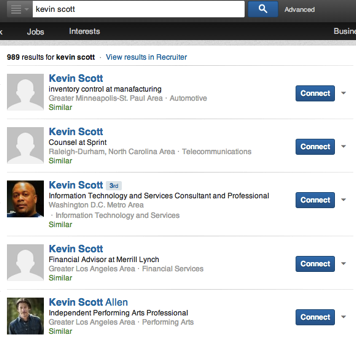 kevin scott
Advanced
Jobs
Interests
Busine
989 results for kevin scott · View results in Recruiter
Kevin Scott
inventory control at manafacturing
Greater Minneapolis-St. Paul Area · Automotive
Similar
Connect
Kevin Scott
Counsel at Sprint
Raleigh-Durham, North Carolina Area · Telecommunications
Similar
Connect
Kevin Scott 3rd
Information Technology and Services Consultant and Professional
Washington D.C. Metro Area
· Information Technology and Services
Similar
Connect
Kevin Scott
Financial Advisor at Merrill Lynch
Greater Los Angeles Area · Financial Services
Similar
Connect
Kevin Scott Allen
Independent Performing Arts Professional
Greater Los Angeles Area · Performing Arts
Similar
Connect